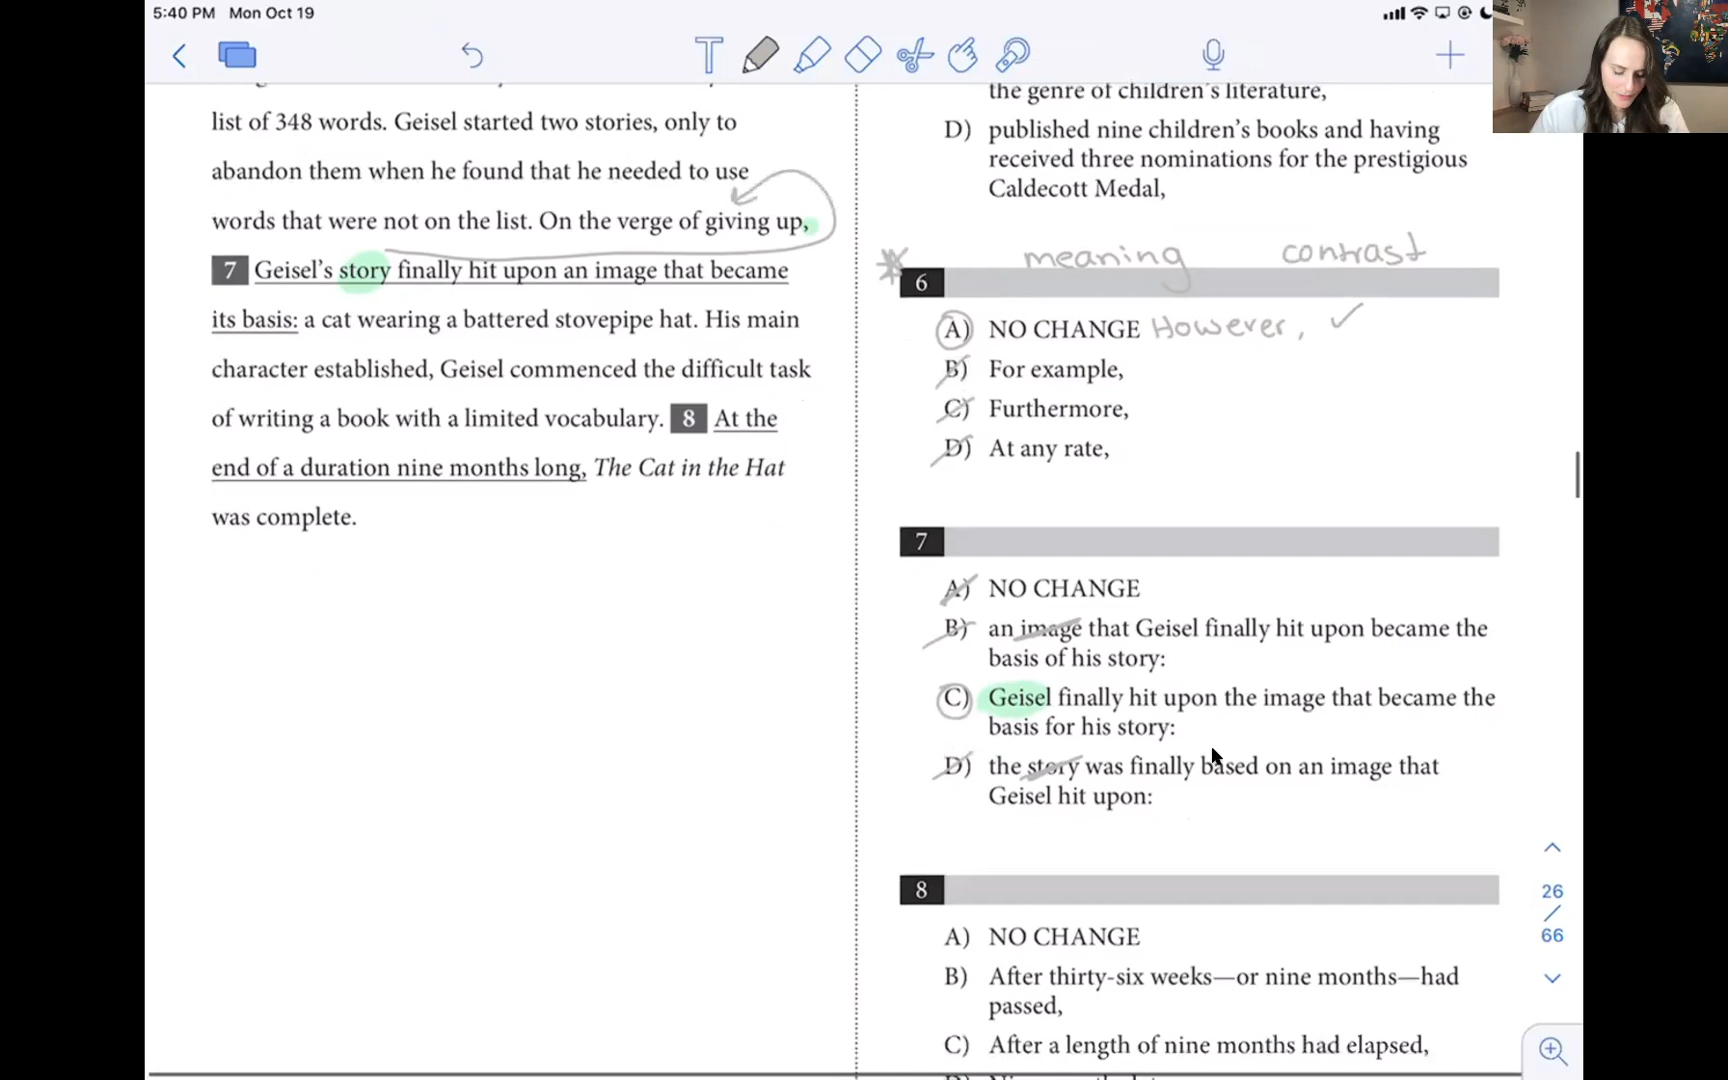 5:40 PM Mon Oct 19
list of 348 words. Geisel started two stories, only to
abandon them when he found that he needed to use
words that were not on the list. On the verge of giving up,
7 Geisel's story finally hit upon an image that became
its basis: a cat wearing a battered stovepipe hat. His main
character established, Geisel commenced the difficult task
of writing a book with a limited vocabulary. 8 At the
end of a duration nine months long, The Cat in the Hat
was complete.
the genre of children's literature,
D) published nine children's books and having
received three nominations for the prestigious
Caldecott Medal,
meaning contrast
6
A) NO CHANGE However,
B) For example,
C) Furthermore,
D) At any rate,
7
A) NO CHANGE
B) an image that Geisel finally hit upon became the
basis of his story:
C) Geisel finally hit upon the image that became the
basis for his story:
D) the story was finally based on an image that
Geisel hit upon:
8
A) NO CHANGE
B) After thirty-six weeks—or nine months—had
passed,
C) After a length of nine months had elapsed,
26
/
66